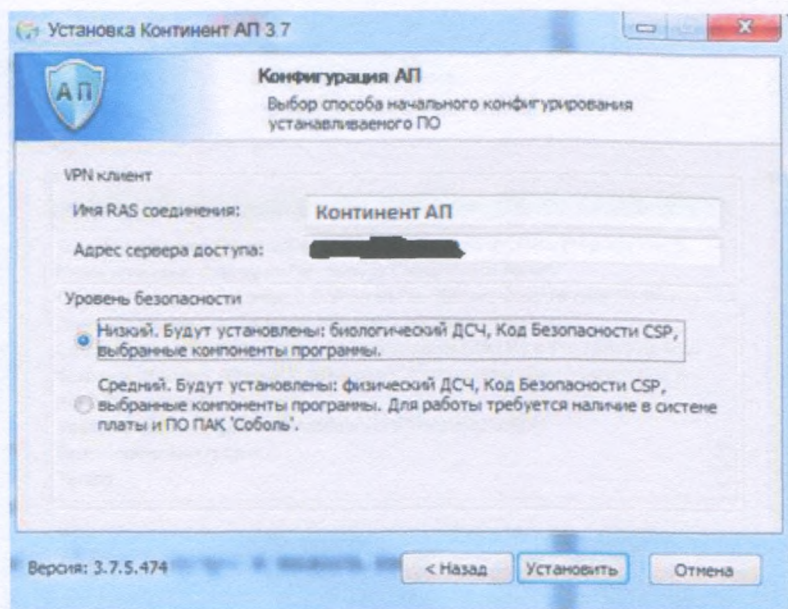 Установка Континент АП 3.7
АП
Конфигурация АП
Выбор способа начального конфигурирования
устанавливаемого ПО
VPN клиент
Имя RAS соединения:
Континент АП
Адрес сервера доступа:
Уровень безопасности
Низкий. Будут установлены: биологический ДСЧ, Код Безопасности CSP,
выбранные компоненты программы.
Средний. Будут установлены: физический ДСЧ, Код Безопасности CSP,
выбранные компоненты программы. Для работы требуется наличие в системе
платы и ПО ПАК 'Соболь'.
Версия: 3.7.5.474
< Назад
Установить
Отмена